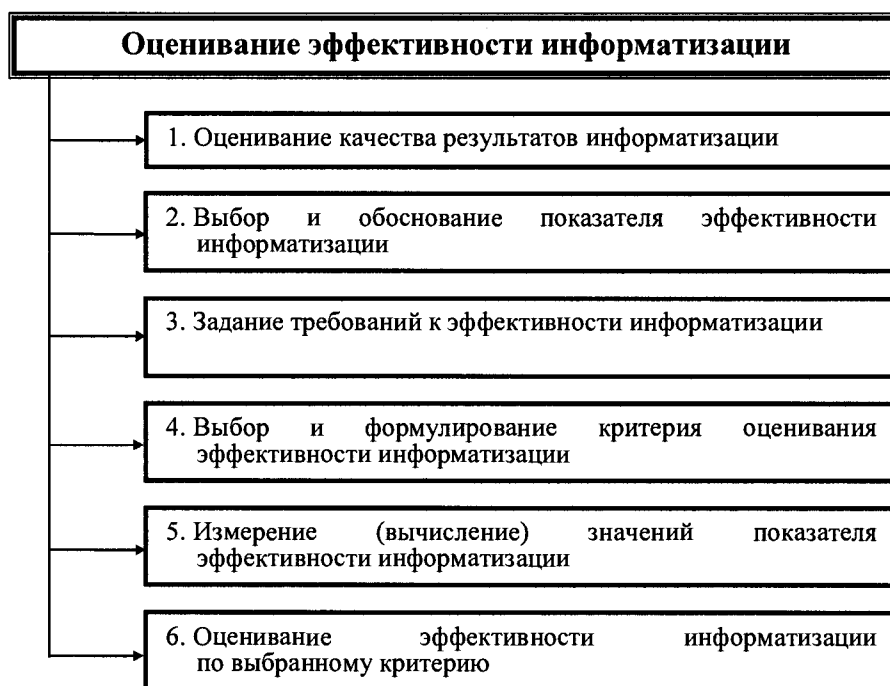 Оценивание эффективности информатизации
1. Оценивание качества результатов информатизации
2. Выбор и обоснование показателя эффективности
информатизации
3. Задание требований к эффективности информатизации
4. Выбор и формулирование критерия оценивания
эффективности информатизации
5. Измерение (вычисление) значений показателя
эффективности информатизации
6. Оценивание эффективности информатизации
по выбранному критерию